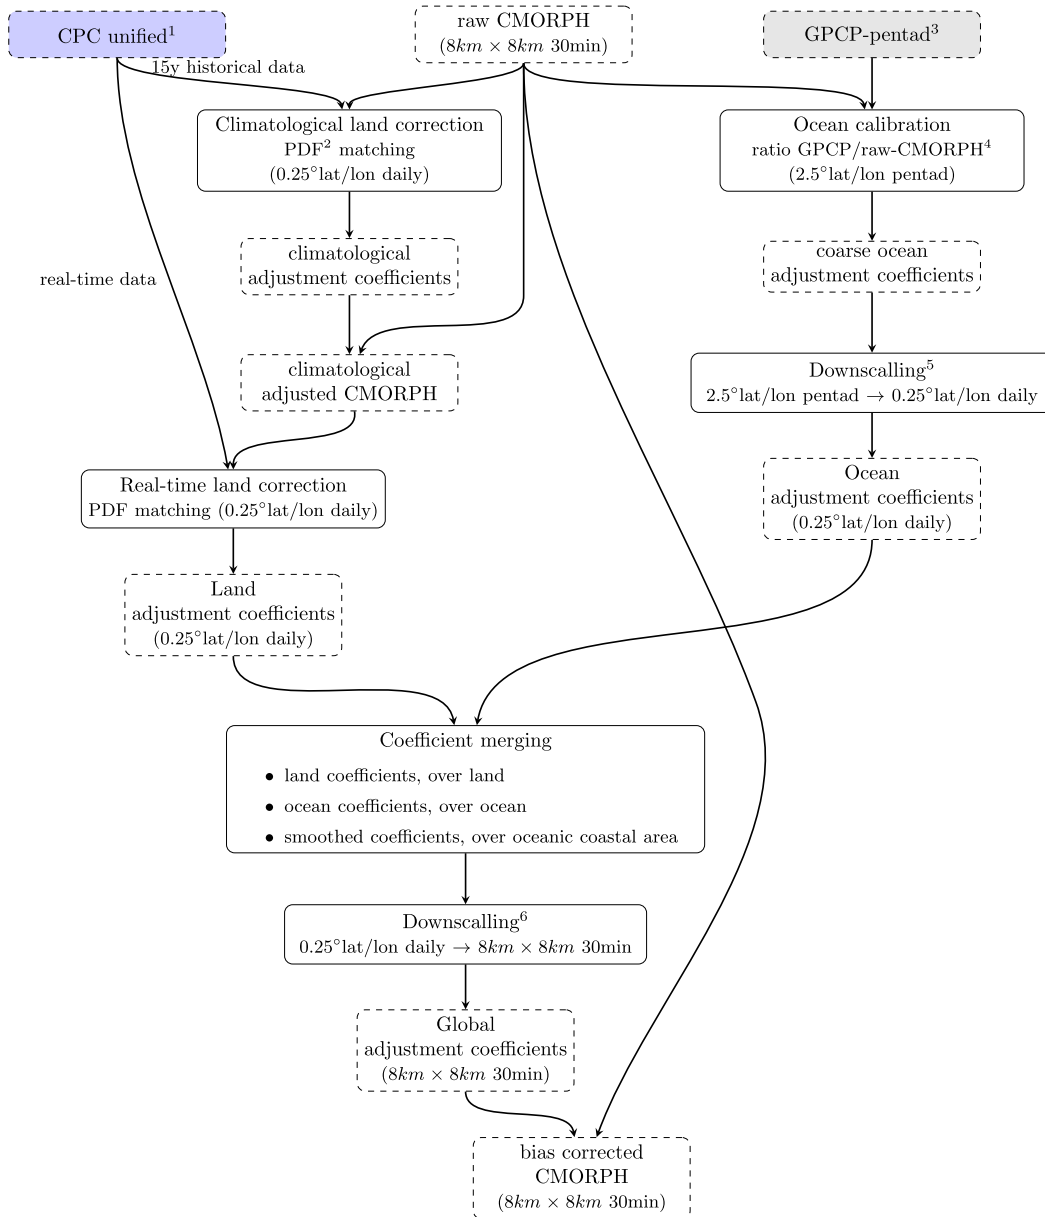 CPC unified¹
raw CMORPH
(8km × 8km 30min)
GPCP-pentad³
15y historical data
Climatological land correction
PDF² matching
(0.25°lat/lon daily)
Ocean calibration
ratio GPCP/raw-CMORPH⁴
(2.5°lat/lon pentad)
climatological
adjustment coefficients
coarse ocean
adjustment coefficients
real-time data
climatological
adjusted CMORPH
Downscalling⁵
2.5°lat/lon pentad → 0.25°lat/lon daily
Real-time land correction
PDF matching (0.25°lat/lon daily)
Ocean
adjustment coefficients
(0.25°lat/lon daily)
Land
adjustment coefficients
(0.25°lat/lon daily)
Coefficient merging
• land coefficients, over land
• ocean coefficients, over ocean
• smoothed coefficients, over oceanic coastal area
Downscalling⁶
0.25°lat/lon daily → 8km × 8km 30min
Global
adjustment coefficients
(8km × 8km 30min)
bias corrected
CMORPH
(8km × 8km 30min)